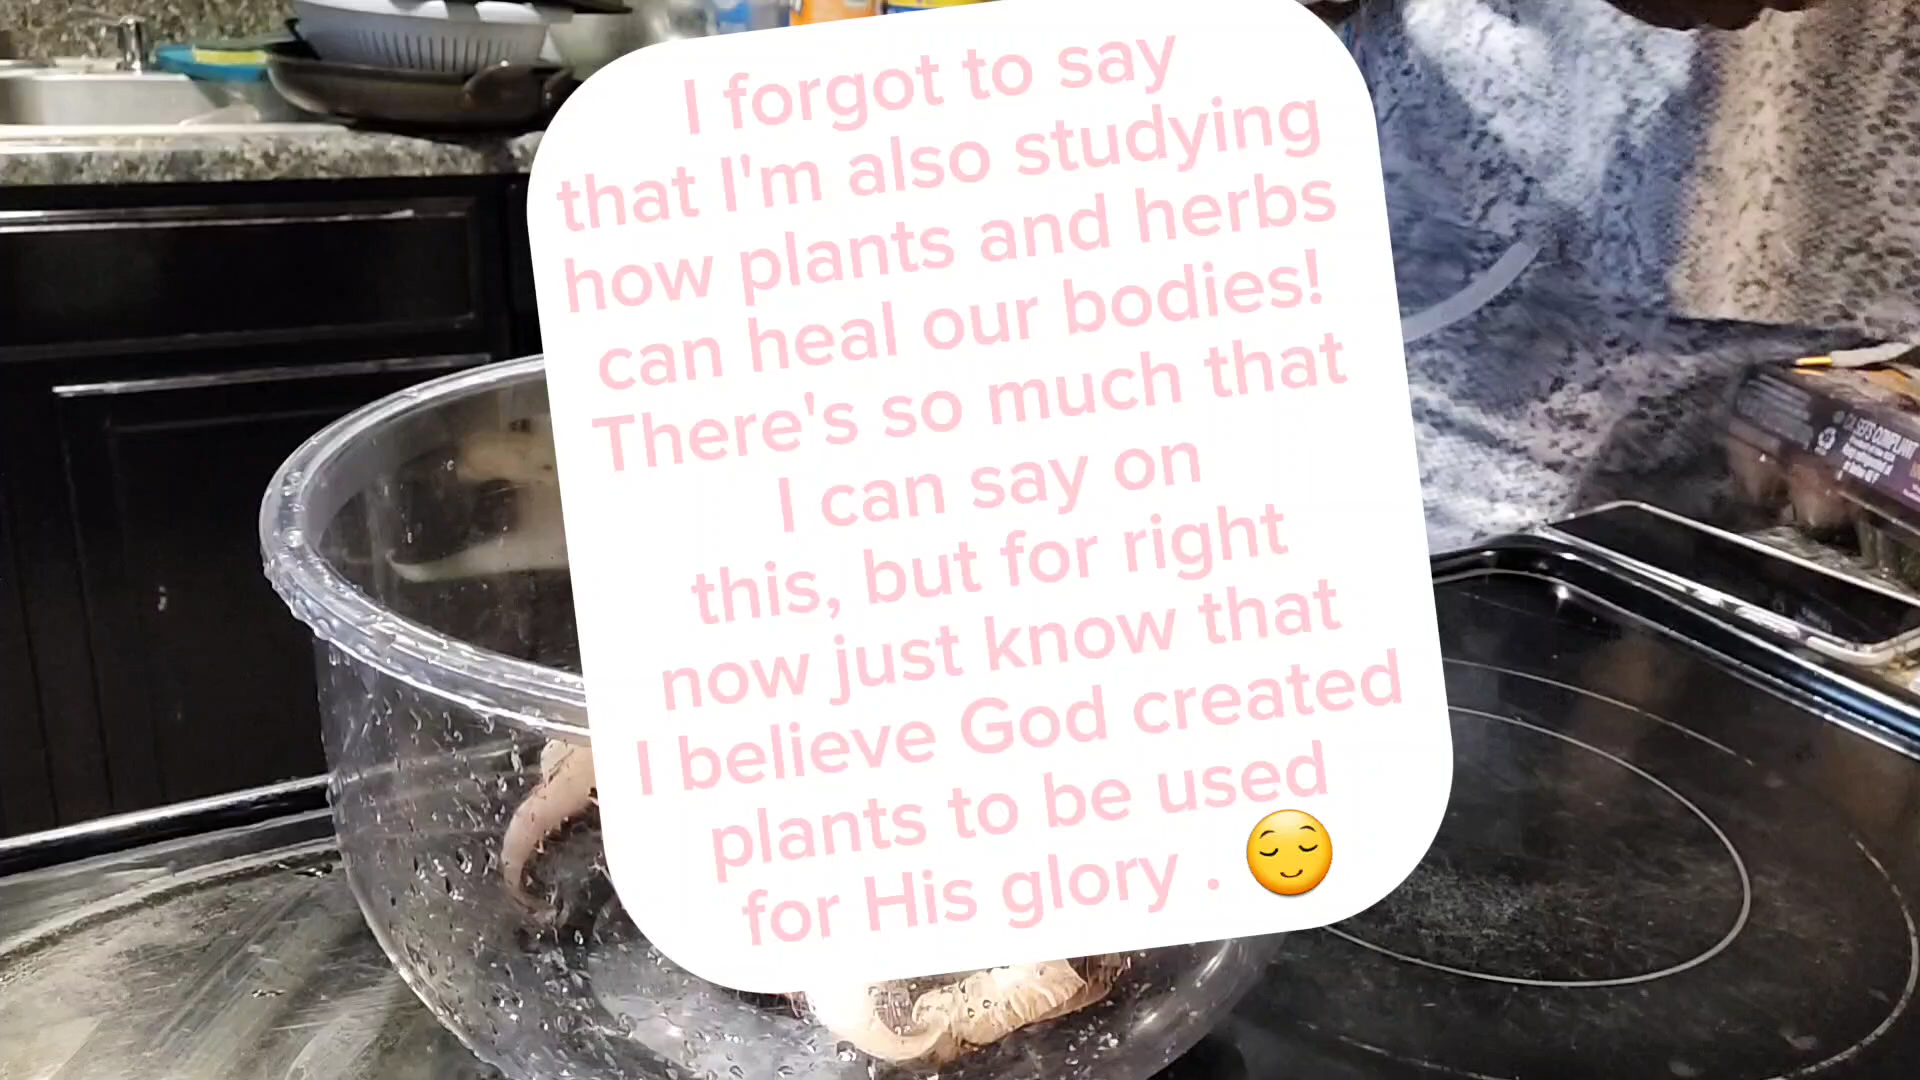 I forgot to say
that I'm also studying
how plants and herbs
can heal our bodies!
There's so much that
I can say on
this, but for right
now just know that
I believe God created
plants to be used
for His glory . 😌